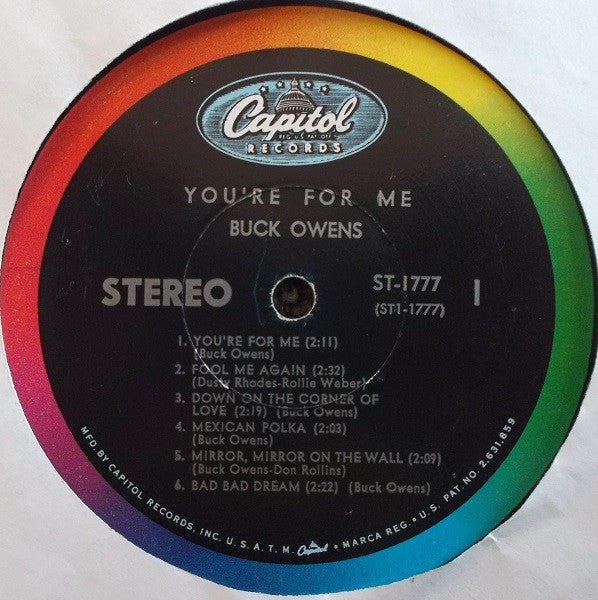 Capitol
REG. U.S. PAT. OFF.
RECORDS
YOU'RE FOR ME
BUCK OWENS
STEREO
ST-1777
(ST1-1777)
1
1. YOU'RE FOR ME (2:11)
(Buck Owens)
2. FOOL ME AGAIN (2:32)
(Dusty Rhodes-Rollie Weber)
3. DOWN ON THE CORNER OF
LOVE (2:19) (Buck Owens)
4. MEXICAN POLKA (2:03)
(Buck Owens)
5. MIRROR, MIRROR ON THE WALL (2:09)
(Buck Owens-Don Rollins)
6. BAD BAD DREAM (2:22) (Buck Owens)
MFD. BY CAPITOL RECORDS, INC. U.S.A. T.M. Capitol • MARCA REG. • U.S. PAT. NO. 2,631,859